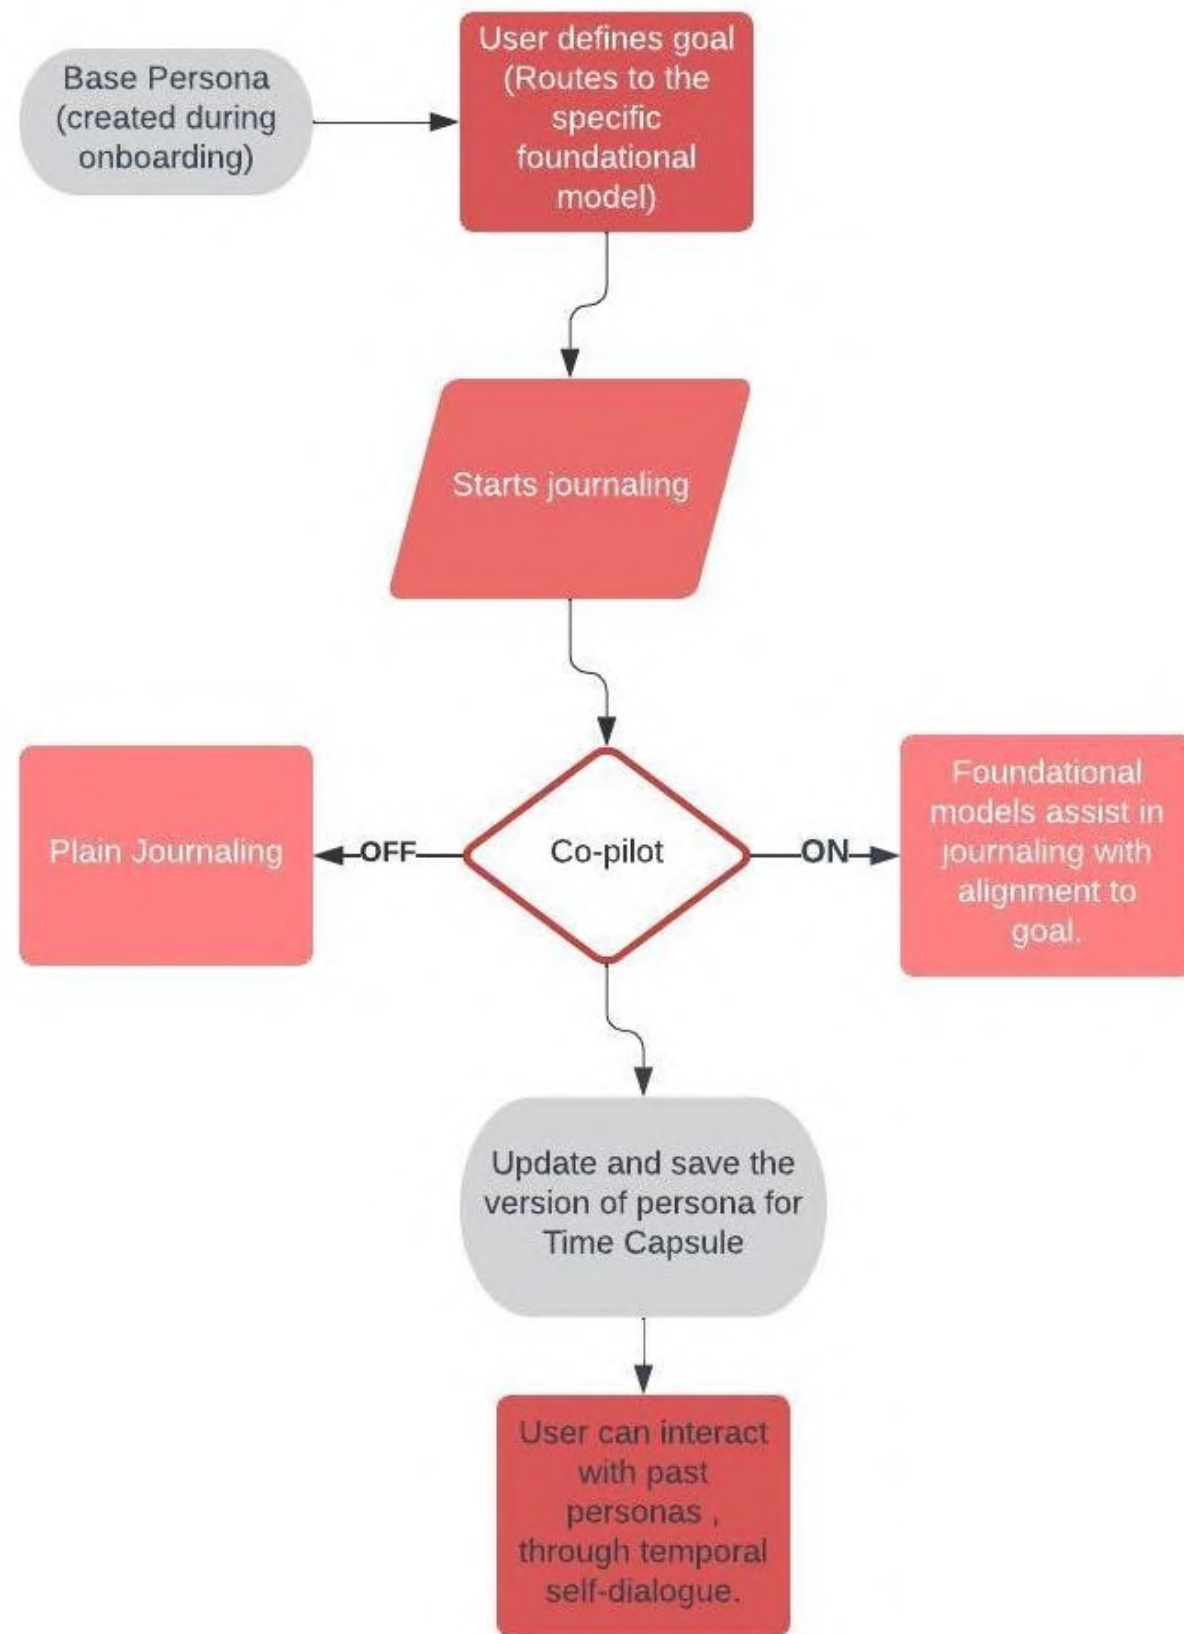 Base Persona
(created during
onboarding)
User defines goal
(Routes to the
specific
foundational
model)
Starts journaling
Plain Journaling
OFF
Co-pilot
ON
Foundational
models assist in
journaling with
alignment to
goal.
Update and save the
version of persona for
Time Capsule
User can interact
with past
personas ,
through temporal
self-dialogue.